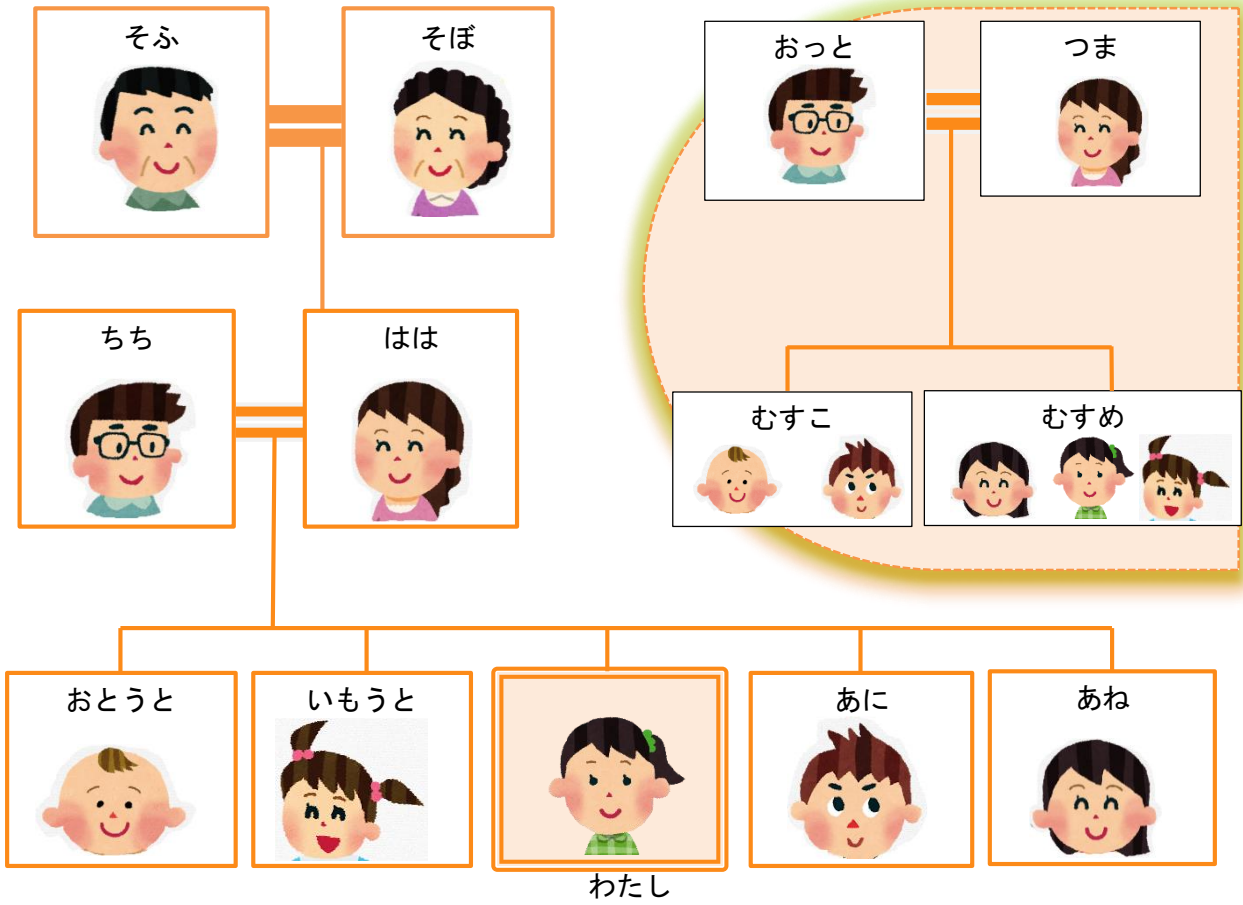 そふ
そぼ
おっと
つま
ちち
はは
むすこ
むすめ
おとうと
いもうと
わたし
あに
あね